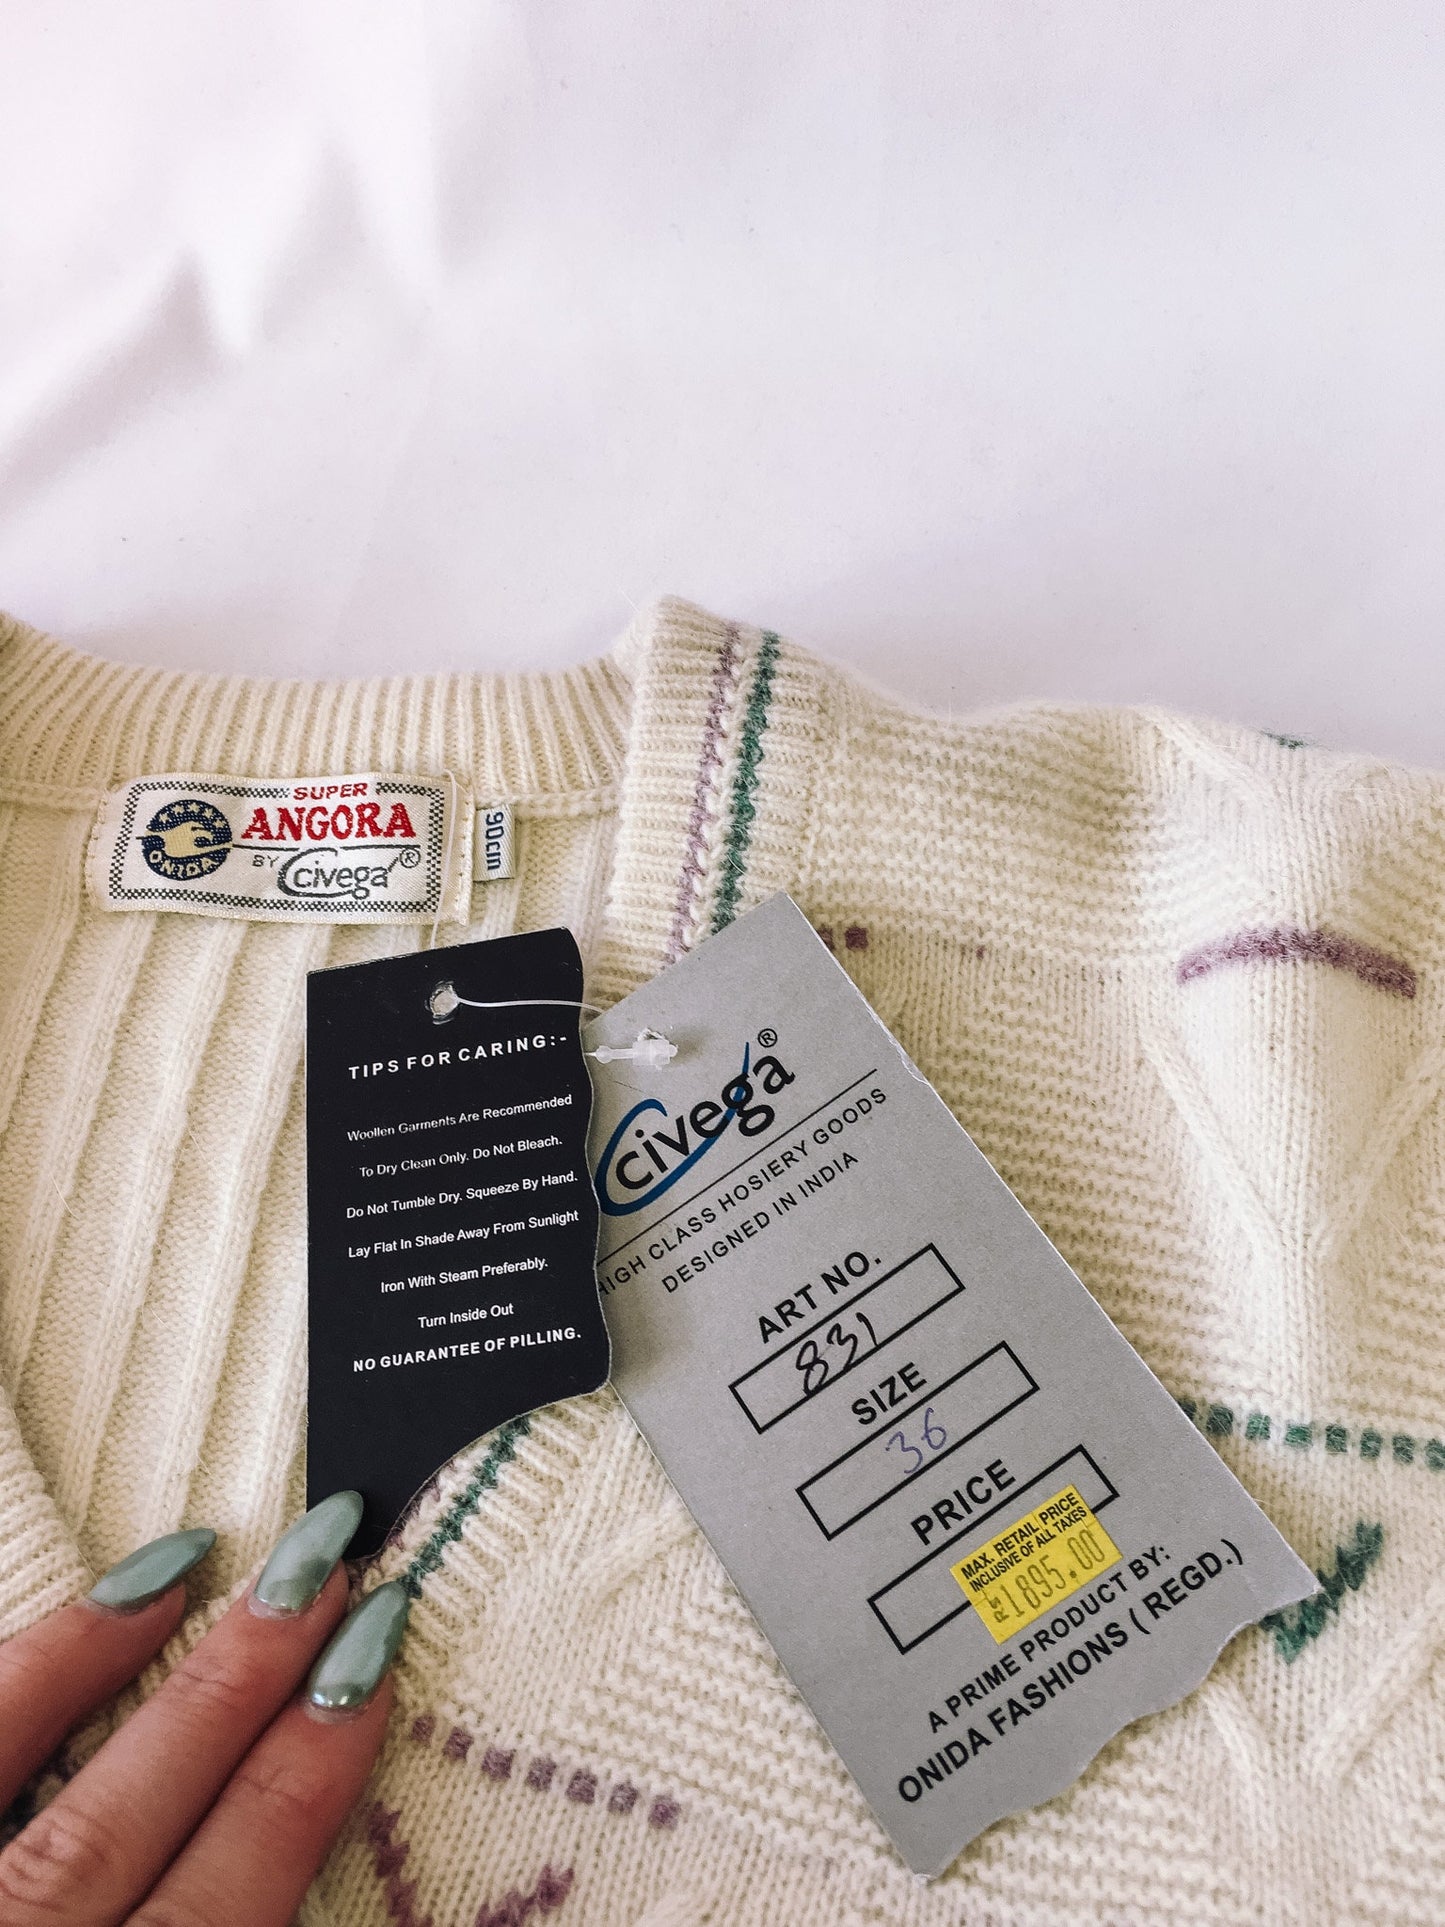 SUPER
ANGORA
BY civega®
ONIDA
90cm
TIPS FOR CARING:-
Woollen Garments Are Recommended
To Dry Clean Only. Do Not Bleach.
Do Not Tumble Dry. Squeeze By Hand.
Lay Flat In Shade Away From Sunlight
Iron With Steam Preferably.
Turn Inside Out
NO GUARANTEE OF PILLING.
civega®
HIGH CLASS HOSIERY GOODS
DESIGNED IN INDIA
ART NO.
831
SIZE
36
PRICE
MAX. RETAIL PRICE
INCLUSIVE OF ALL TAXES
RS 1895.00
A PRIME PRODUCT BY:
ONIDA FASHIONS ( REGD.)